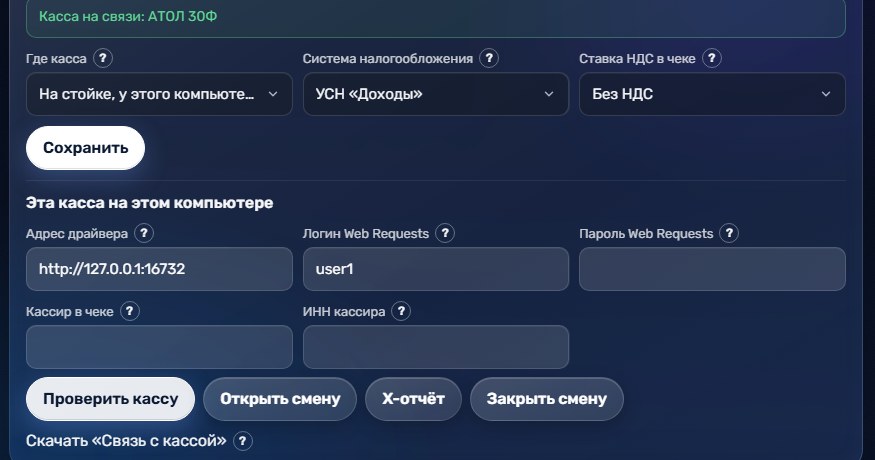 Касса на связи: АТОЛ 30Ф
Где касса ? Система налогообложения ? Ставка НДС в чеке ?
На стойке, у этого компьюте... УСН «Доходы» Без НДС
Сохранить
Эта касса на этом компьютере
Адрес драйвера ? Логин Web Requests ? Пароль Web Requests ?
http://127.0.0.1:16732 user1
Кассир в чеке ? ИНН кассира ?
Проверить кассу Открыть смену X-отчёт Закрыть смену
Скачать «Связь с кассой» ?